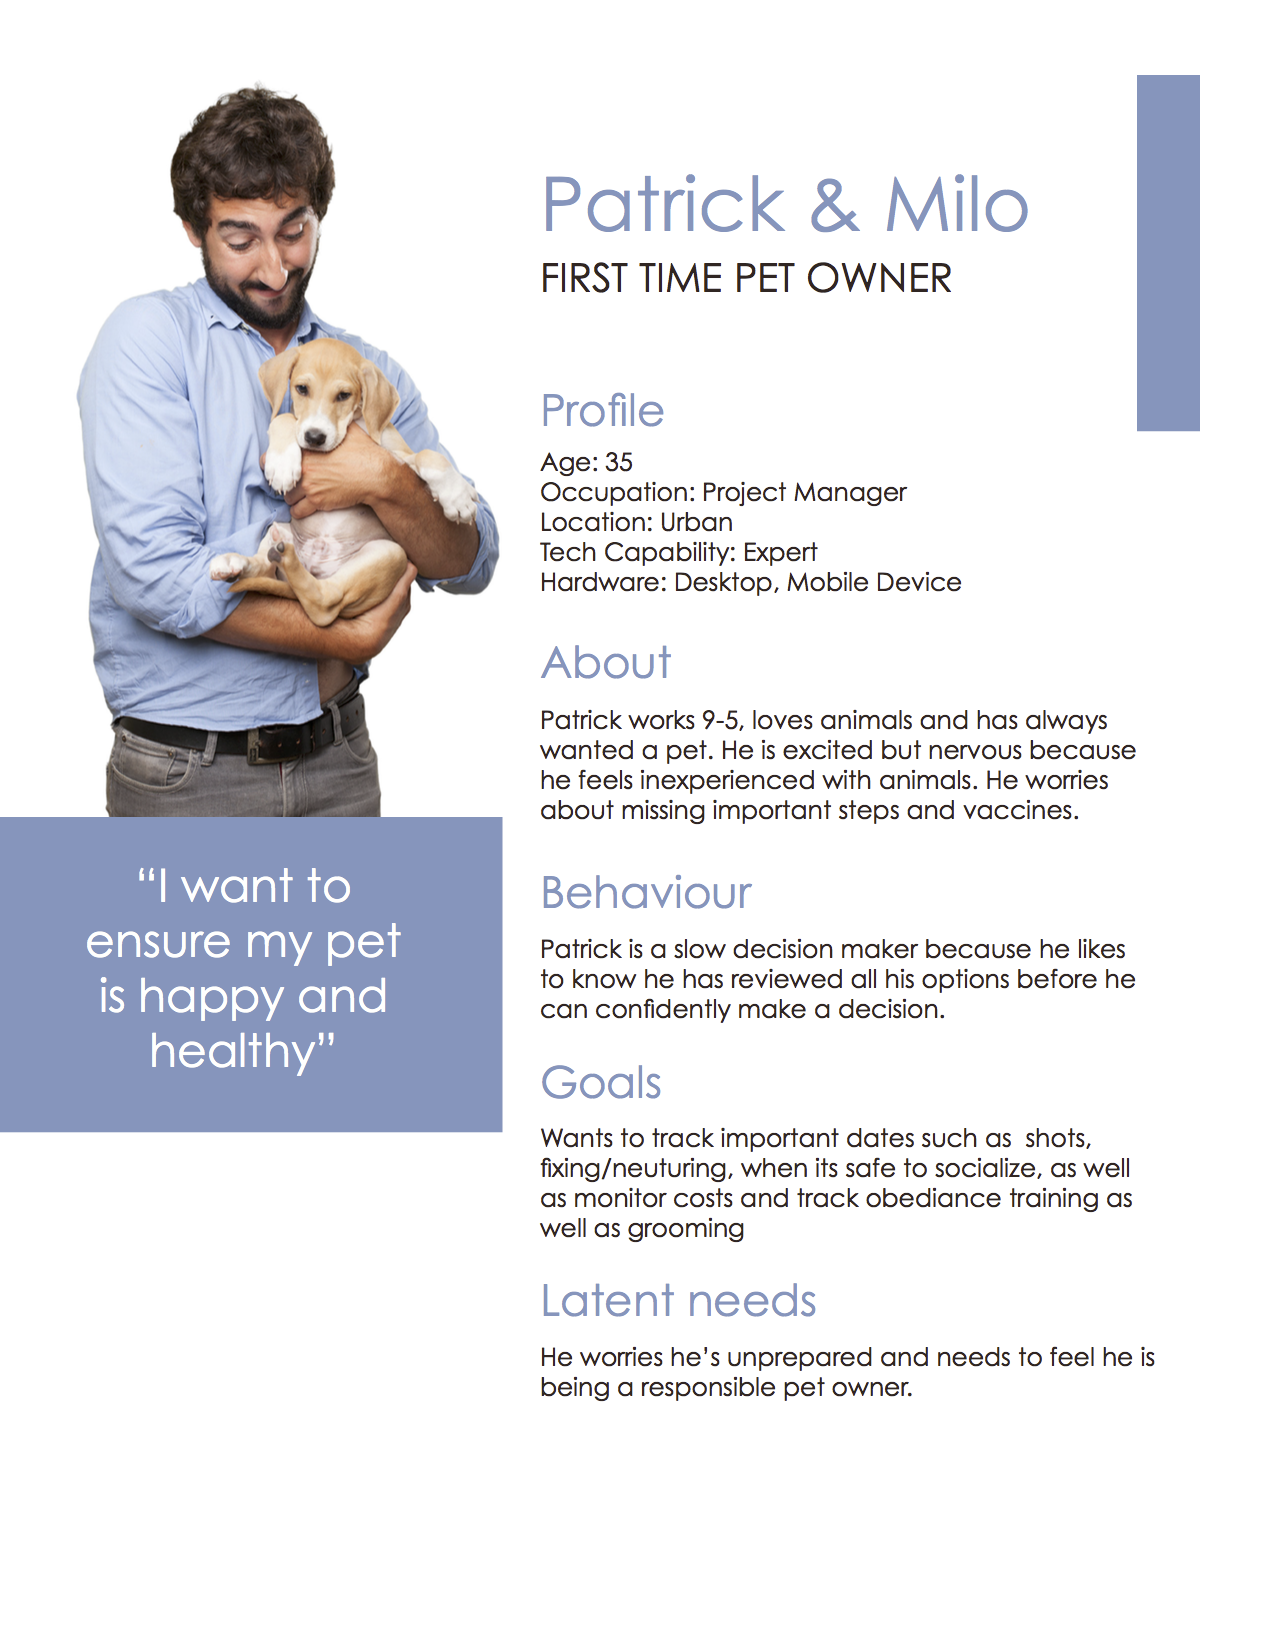 Patrick & Milo
FIRST TIME PET OWNER
Profile
Age: 35
Occupation: Project Manager
Location: Urban
Tech Capability: Expert
Hardware: Desktop, Mobile Device
About
Patrick works 9-5, loves animals and has always
wanted a pet. He is excited but nervous because
he feels inexperienced with animals. He worries
about missing important steps and vaccines.
“I want to
ensure my pet
is happy and
healthy”
Behaviour
Patrick is a slow decision maker because he likes
to know he has reviewed all his options before he
can confidently make a decision.
Goals
Wants to track important dates such as  shots,
fixing/neuturing, when its safe to socialize, as well
as monitor costs and track obediance training as
well as grooming
Latent needs
He worries he’s unprepared and needs to feel he is
being a responsible pet owner.